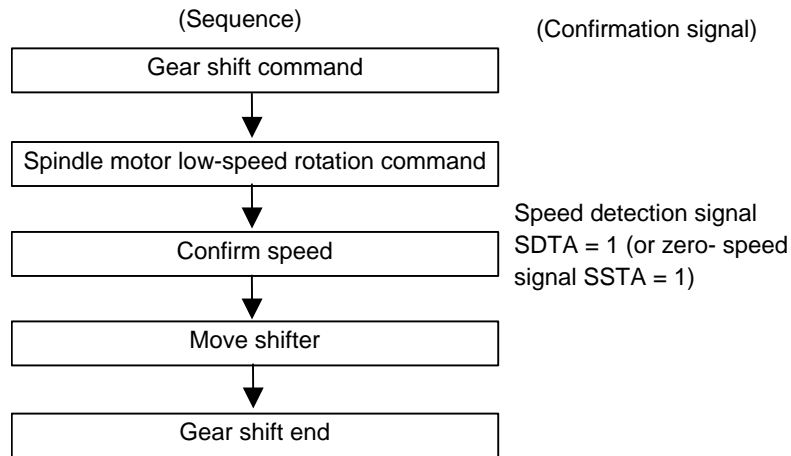 (Sequence)
(Confirmation signal)
Gear shift command
Spindle motor low-speed rotation command
Confirm speed
Speed detection signal
SDTA = 1 (or zero- speed
signal SSTA = 1)
Move shifter
Gear shift end